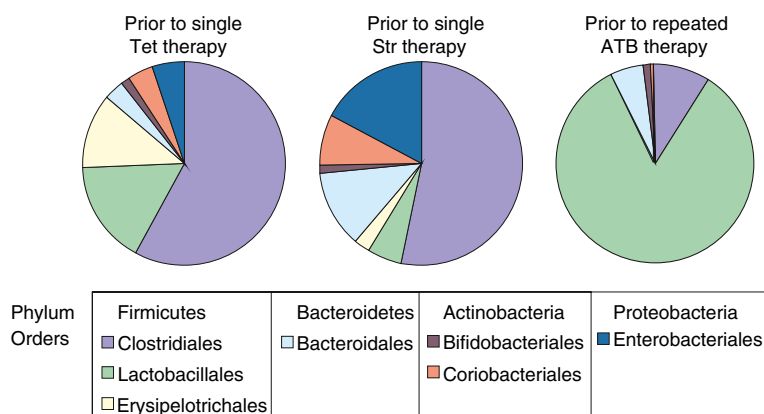 Prior to single
Tet therapy
Prior to single
Str therapy
Prior to repeated
ATB therapy
Phylum
Orders
Firmicutes
Clostridiales
Lactobacillales
Erysipelotrichales
Bacteroidetes
Bacteroidales
Actinobacteria
Bifidobacteriales
Coriobacteriales
Proteobacteria
Enterobacteriales